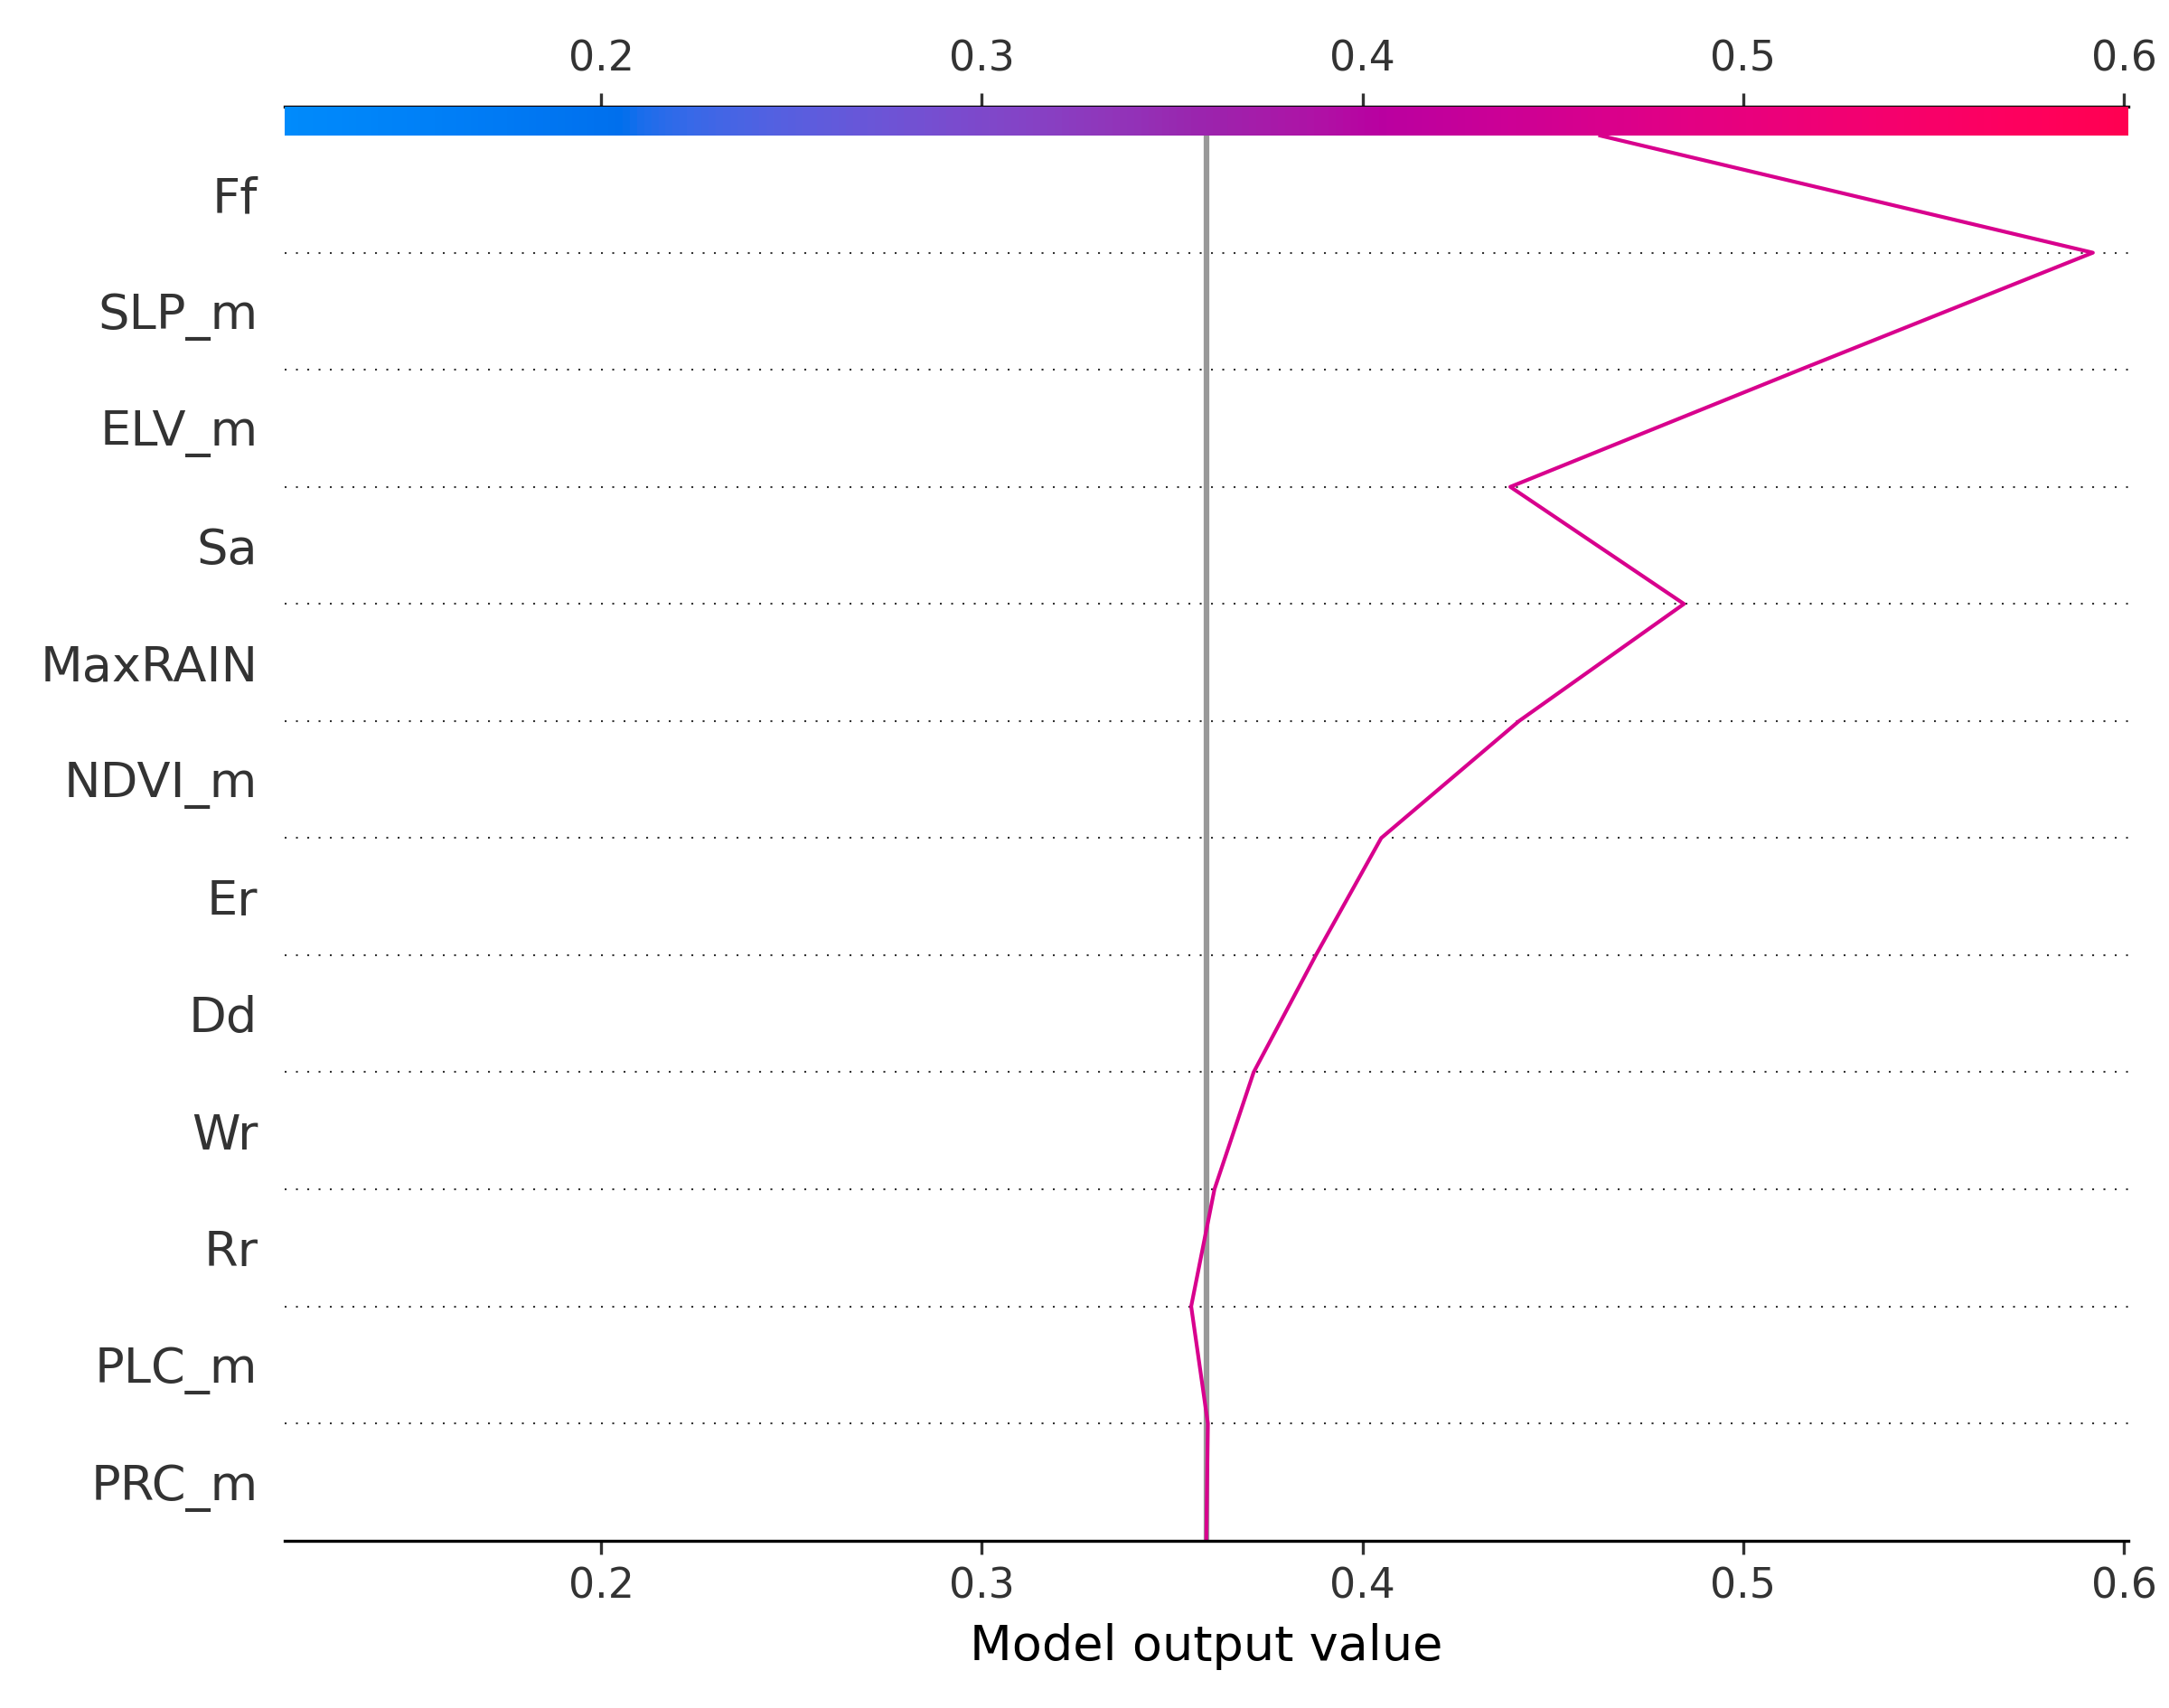 0.2 0.3 0.4 0.5 0.6
Ff
SLP_m
ELV_m
Sa
MaxRAIN
NDVI_m
Er
Dd
Wr
Rr
PLC_m
PRC_m
0.2 0.3 0.4 0.5 0.6
Model output value